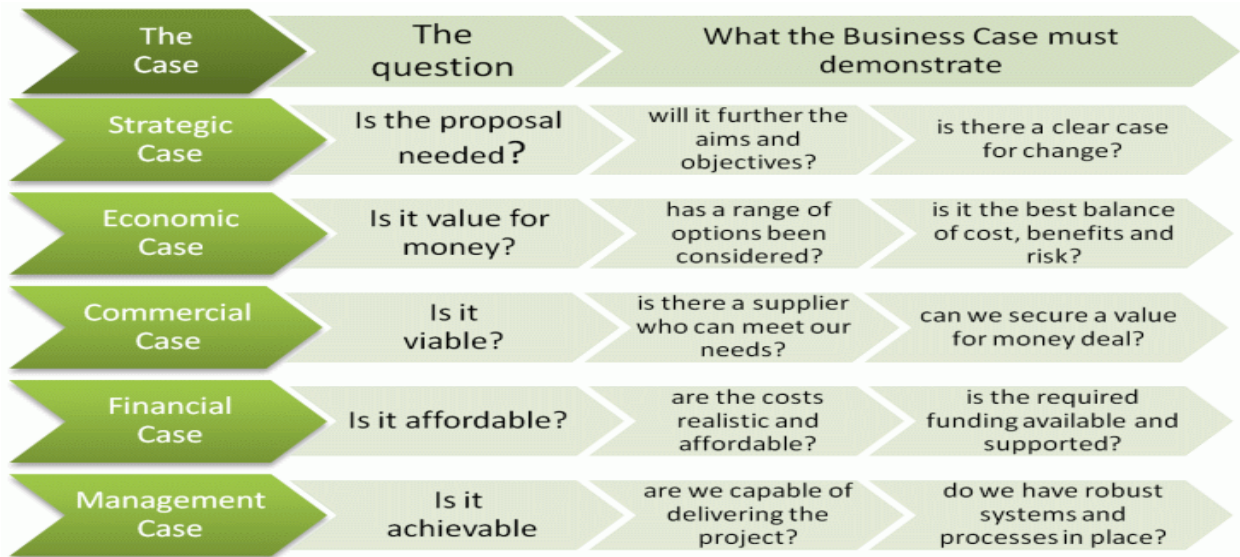 The
Case
The
question
What the Business Case must
demonstrate
Strategic
Case
Is the proposal
needed?
will it further the
aims and
objectives?
is there a clear case
for change?
Economic
Case
Is it value for
money?
has a range of
options been
considered?
is it the best balance
of cost, benefits and
risk?
Commercial
Case
Is it
viable?
is there a supplier
who can meet our
needs?
can we secure a value
for money deal?
Financial
Case
Is it affordable?
are the costs
realistic and
affordable?
is the required
funding available and
supported?
Management
Case
Is it
achievable
are we capable of
delivering the
project?
do we have robust
systems and
processes in place?